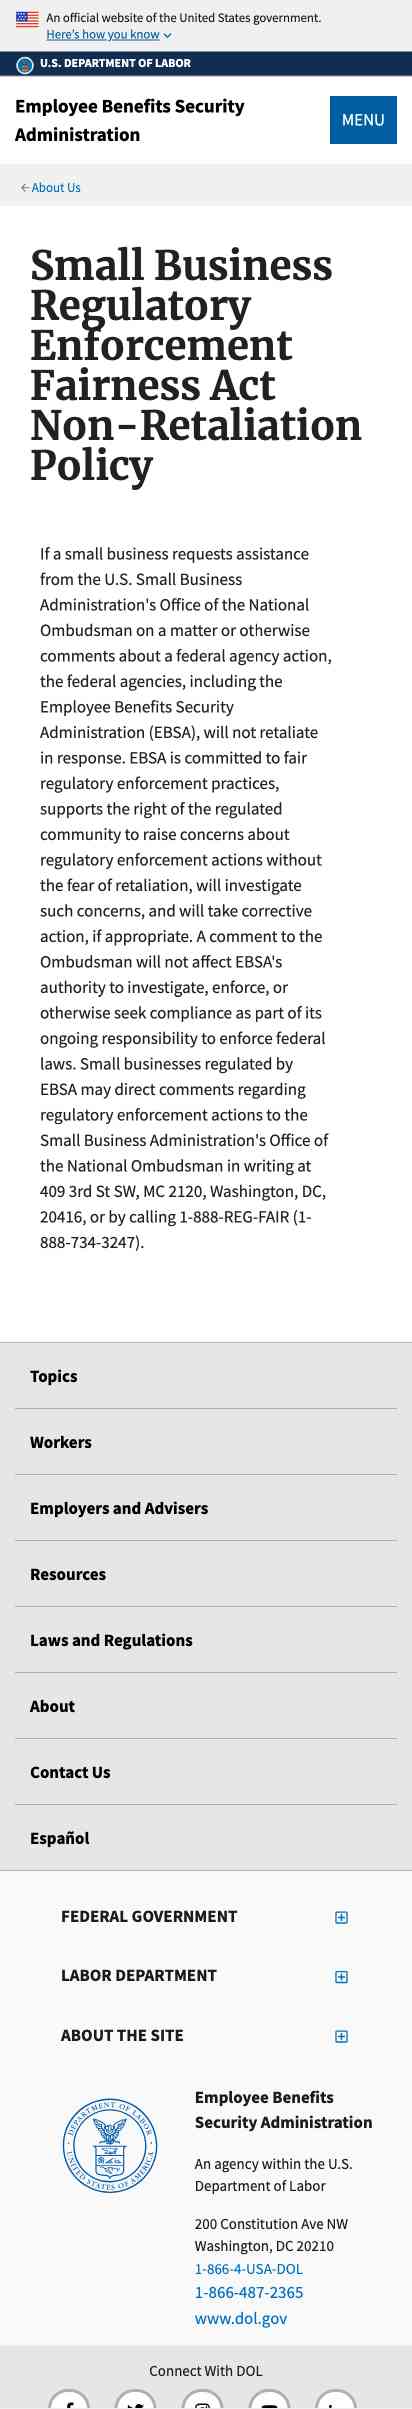 An official website of the United States government.
Here's how you know
U.S. DEPARTMENT OF LABOR
Employee Benefits Security
Administration
MENU
About Us
Small Business
Regulatory
Enforcement
Fairness Act
Non-Retaliation
Policy
If a small business requests assistance
from the U.S. Small Business
Administration's Office of the National
Ombudsman on a matter or otherwise
comments about a federal agency action,
the federal agencies, including the
Employee Benefits Security
Administration (EBSA), will not retaliate
in response. EBSA is committed to fair
regulatory enforcement practices,
supports the right of the regulated
community to raise concerns about
regulatory enforcement actions without
the fear of retaliation, will investigate
such concerns, and will take corrective
action, if appropriate. A comment to the
Ombudsman will not affect EBSA's
authority to investigate, enforce, or
otherwise seek compliance as part of its
ongoing responsibility to enforce federal
laws. Small businesses regulated by
EBSA may direct comments regarding
regulatory enforcement actions to the
Small Business Administration's Office of
the National Ombudsman in writing at
409 3rd St SW, MC 2120, Washington, DC,
20416, or by calling 1-888-REG-FAIR (1-
888-734-3247).
Topics
Workers
Employers and Advisers
Resources
Laws and Regulations
About
Contact Us
Español
FEDERAL GOVERNMENT
LABOR DEPARTMENT
ABOUT THE SITE
DEPARTMENT OF LABOR
UNITED STATES OF AMERICA
Employee Benefits
Security Administration
An agency within the U.S.
Department of Labor
200 Constitution Ave NW
Washington, DC 20210
1-866-4-USA-DOL
1-866-487-2365
www.dol.gov
Connect With DOL